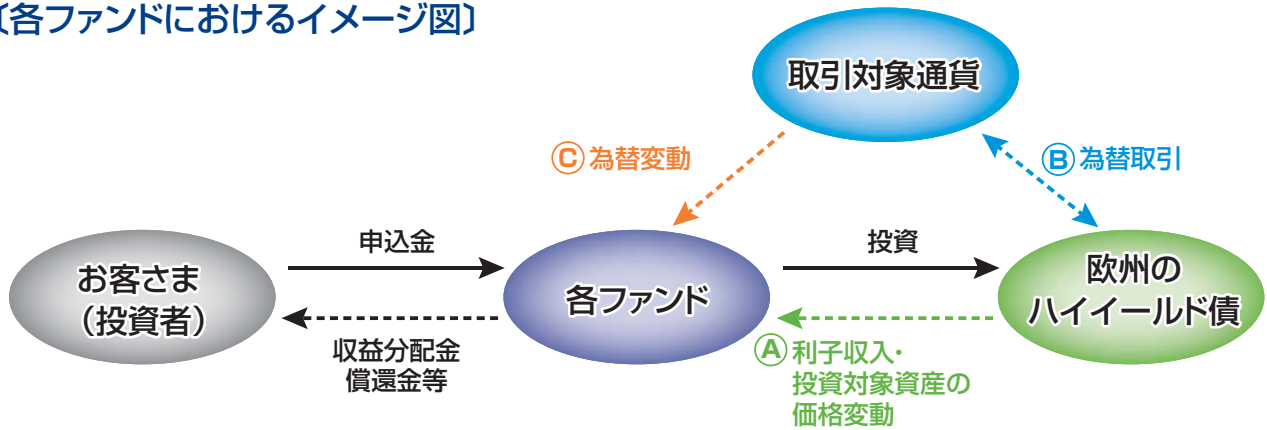 〔各ファンドにおけるイメージ図〕
取引対象通貨
Ⓒ為替変動
Ⓑ為替取引
申込金
投資
お客さま
（投資者）
各ファンド
欧州の
ハイイールド債
収益分配金
償還金等
Ⓐ利子収入・
投資対象資産の
価格変動